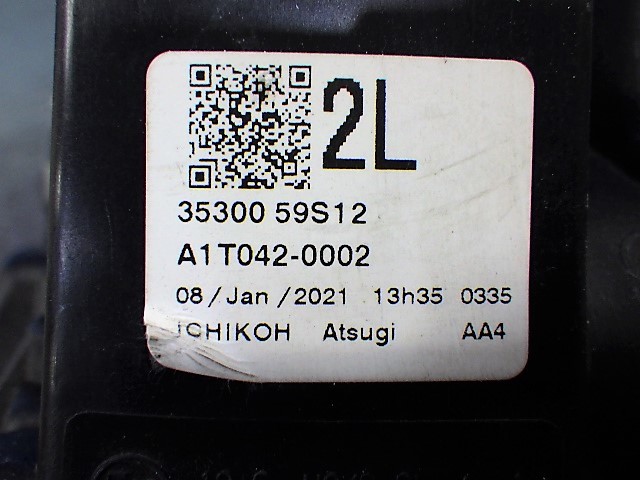 2L
35300 59S12
A1T042-0002
08/Jan/2021 13h35 0335
ICHIKOH Atsugi AA4